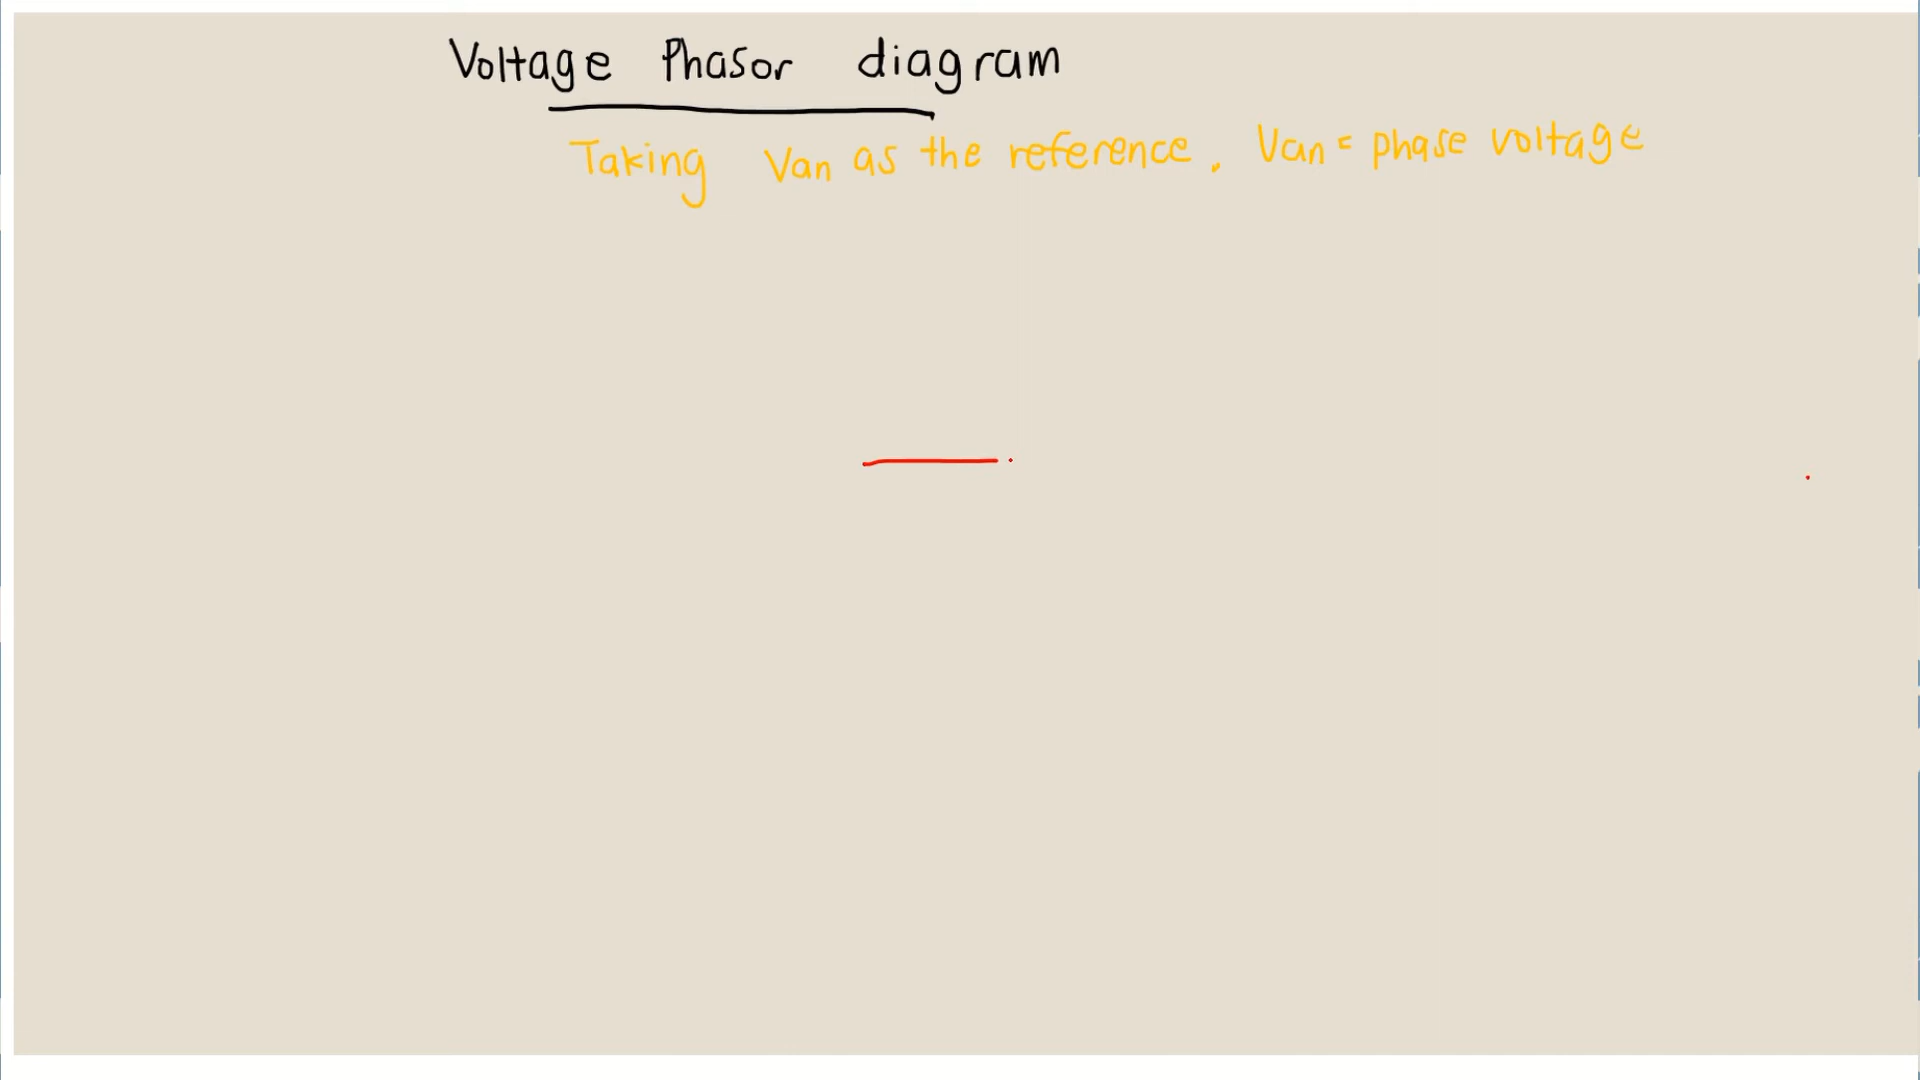 Voltage Phasor diagram
Taking Van as the reference. Van = phase voltage